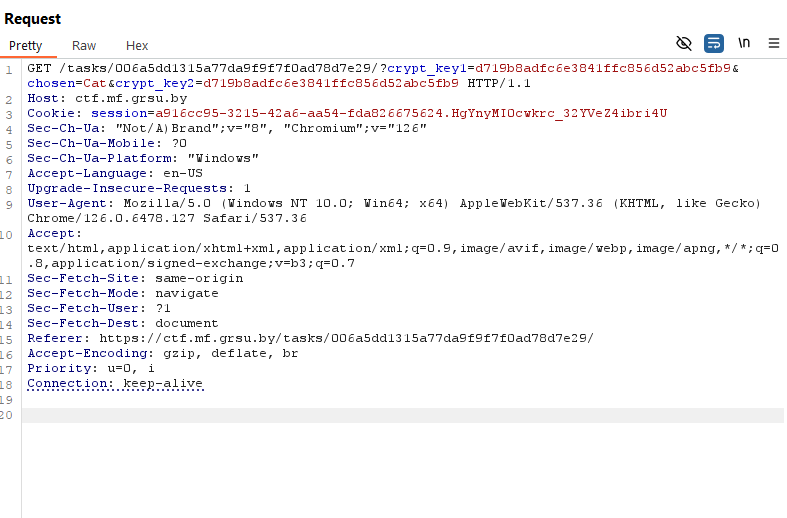 Request
Pretty Raw Hex \n
1 GET /tasks/006a5dd1315a77da9f9f7f0ad78d7e29/?crypt_key1=d719b8adfc6e3841ffc856d52abc5fb9&
chosen=Cat&crypt_key2=d719b8adfc6e3841ffc856d52abc5fb9 HTTP/1.1
2 Host: ctf.mf.grsu.by
3 Cookie: session=a916cc95-3215-42a6-aa54-fda826675624.HgYnyMIOcwkrc_32YVeZ4ibri4U
4 Sec-Ch-Ua: "Not/A)Brand";v="8", "Chromium";v="126"
5 Sec-Ch-Ua-Mobile: ?0
6 Sec-Ch-Ua-Platform: "Windows"
7 Accept-Language: en-US
8 Upgrade-Insecure-Requests: 1
9 User-Agent: Mozilla/5.0 (Windows NT 10.0; Win64; x64) AppleWebKit/537.36 (KHTML, like Gecko)
Chrome/126.0.6478.127 Safari/537.36
10 Accept:
text/html,application/xhtml+xml,application/xml;q=0.9,image/avif,image/webp,image/apng,*/*;q=0
.8,application/signed-exchange;v=b3;q=0.7
11 Sec-Fetch-Site: same-origin
12 Sec-Fetch-Mode: navigate
13 Sec-Fetch-User: ?1
14 Sec-Fetch-Dest: document
15 Referer: https://ctf.mf.grsu.by/tasks/006a5dd1315a77da9f9f7f0ad78d7e29/
16 Accept-Encoding: gzip, deflate, br
17 Priority: u=0, i
18 Connection: keep-alive
19
20